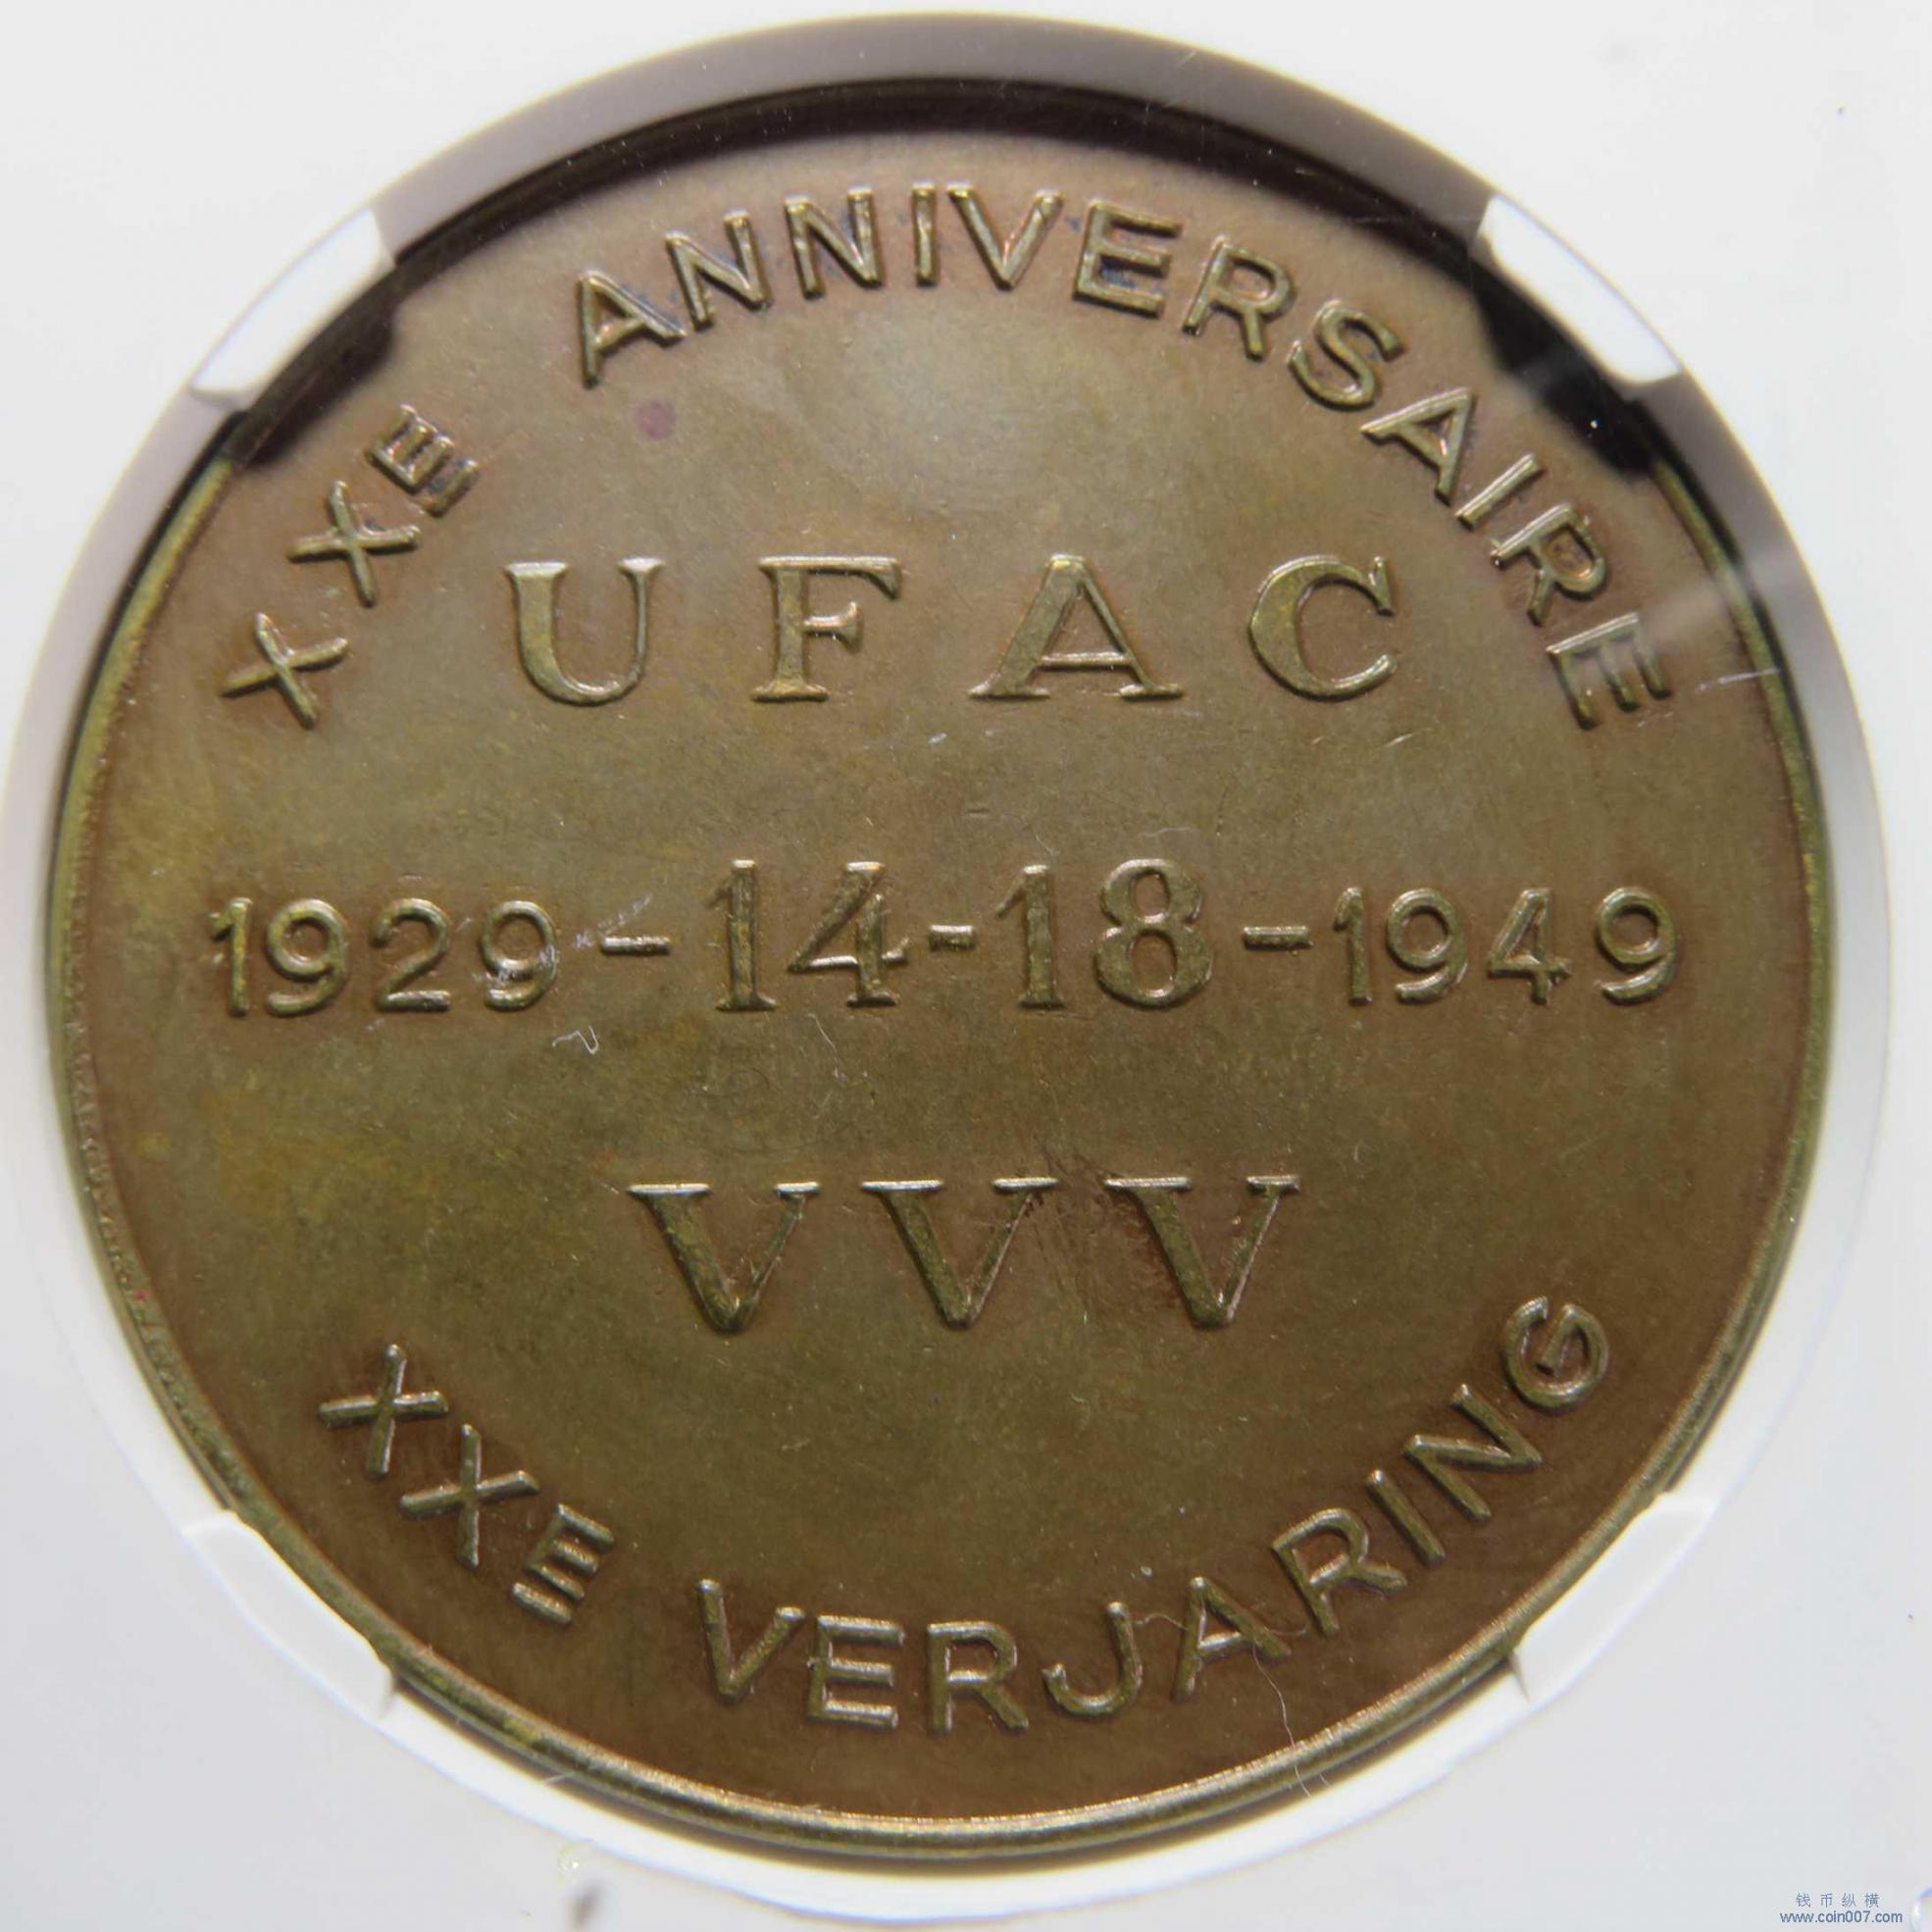 XXE ANNIVERSAIRE
UFAC
1929-14-18-1949
VVV
XXE VERJARING
钱币纵横
www.coin007.com